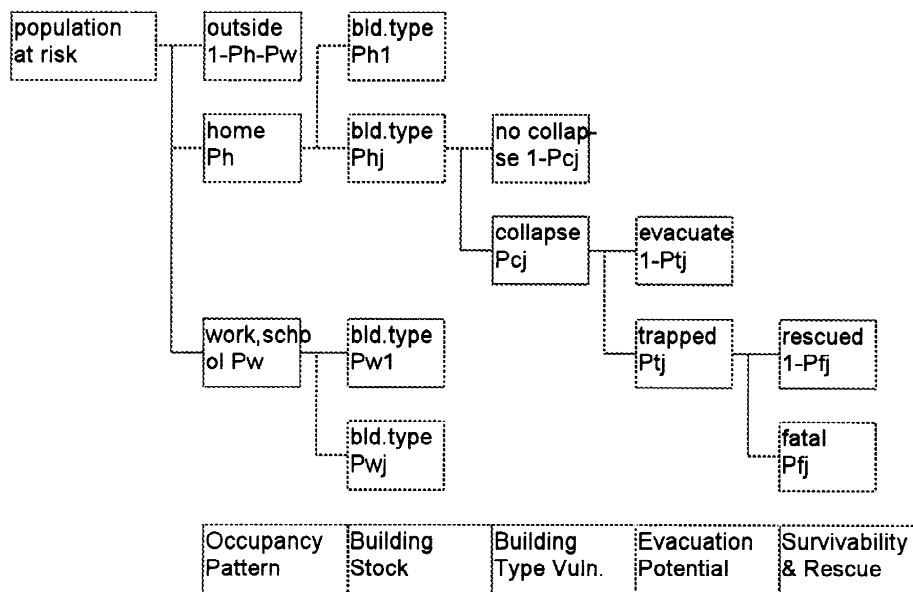 population
at risk
outside
1-Ph-Pw
bld.type
Ph1
home
Ph
bld.type
Phj
no collap-
se 1-Pcj
collapse
Pcj
evacuate
1-Ptj
work,scho
ol Pw
bld.type
Pw1
trapped
Ptj
rescued
1-Pfj
bld.type
Pwj
fatal
Pfj
Occupancy
Pattern
Building
Stock
Building
Type Vuln.
Evacuation
Potential
Survivability
& Rescue